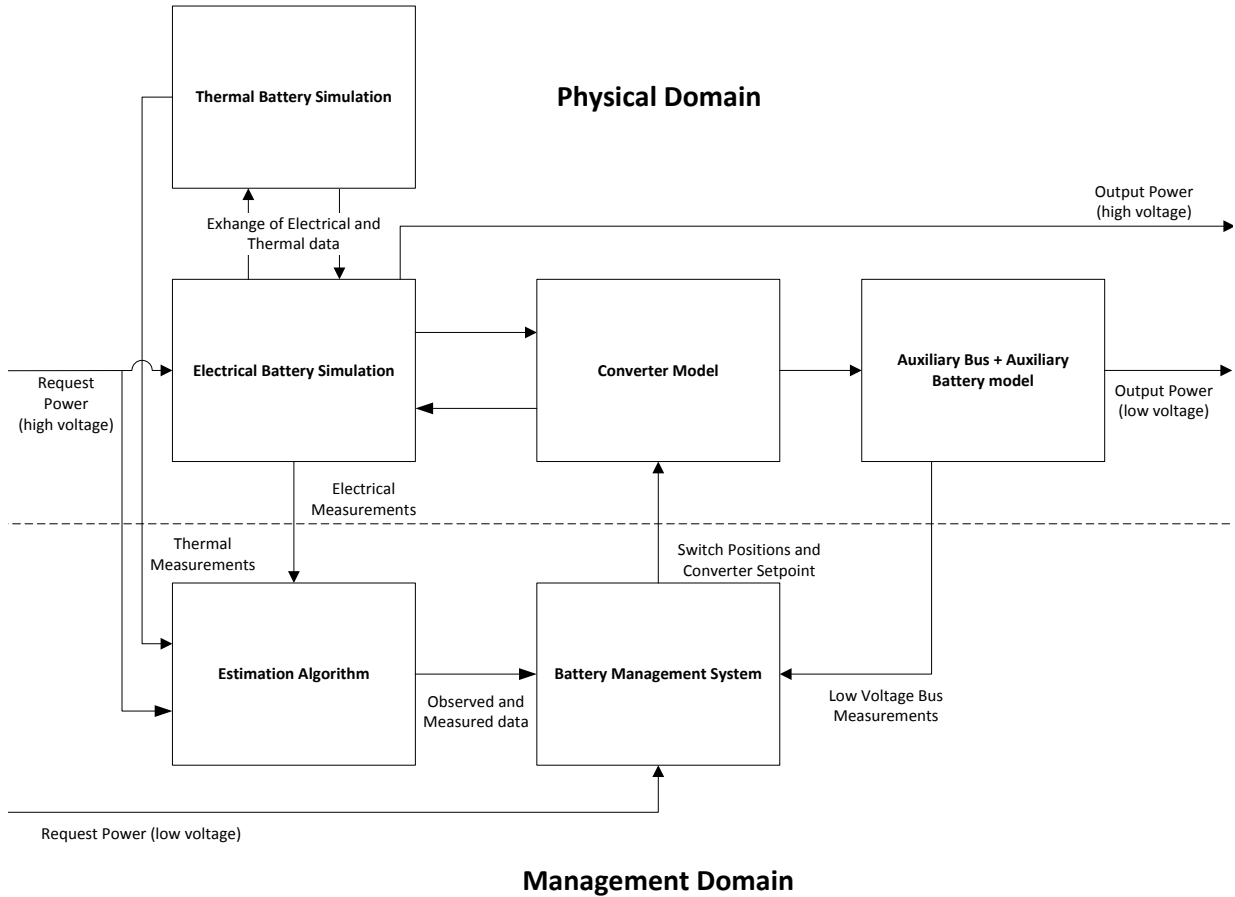 Thermal Battery Simulation
Physical Domain
Exhange of Electrical and
Thermal data
Output Power
(high voltage)
Electrical Battery Simulation
Converter Model
Auxiliary Bus + Auxiliary
Battery model
Request
Power
(high voltage)
Output Power
(low voltage)
Electrical
Measurements
Thermal
Measurements
Switch Positions and
Converter Setpoint
Estimation Algorithm
Battery Management System
Observed and
Measured data
Low Voltage Bus
Measurements
Request Power (low voltage)
Management Domain